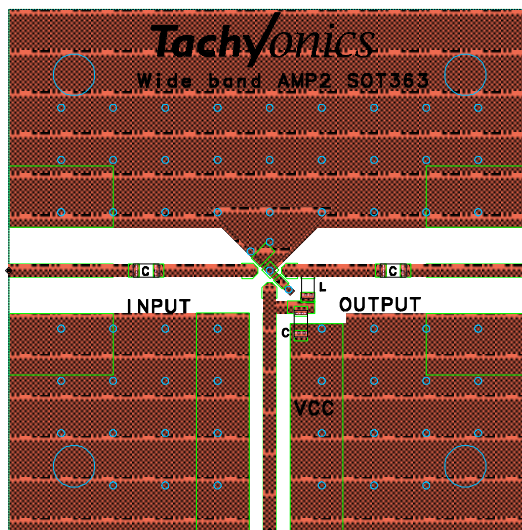 Tachyonics
Wide band AMP2 SOT363
C
C
L
INPUT
OUTPUT
C
VCC